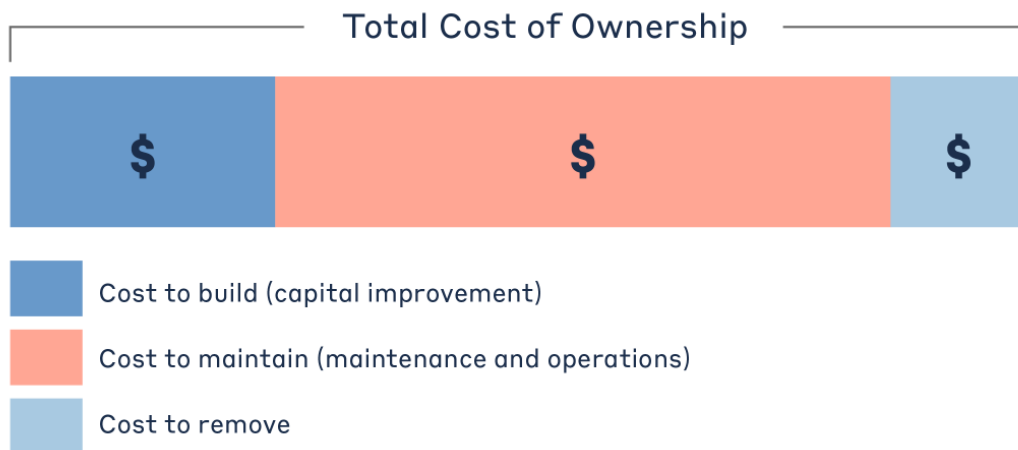 Total Cost of Ownership
$ $ $
Cost to build (capital improvement)
Cost to maintain (maintenance and operations)
Cost to remove